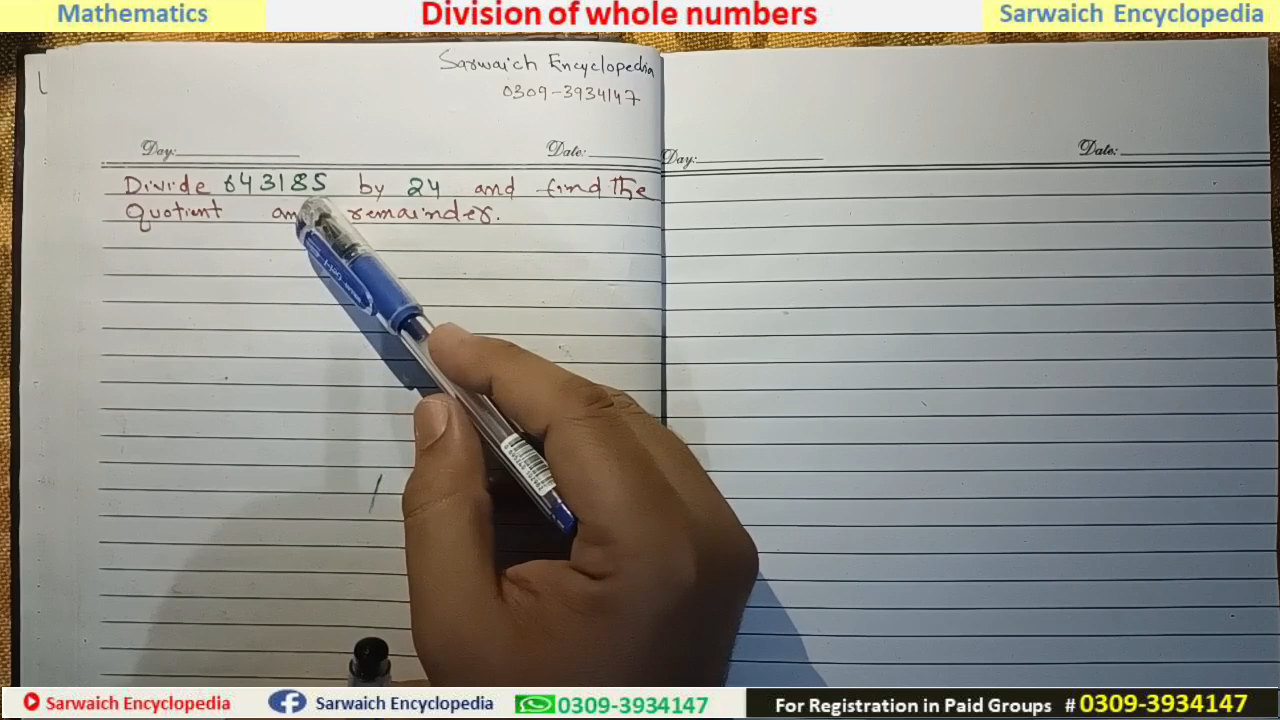 Mathematics
Division of whole numbers
Sarwaich Encyclopedia
Sarwaich Encyclopedia
0309-3934147
Day:
Date:
Day:
Date:
Divide 643185 by 24 and find the
Quotient an remainder.
Sarwaich Encyclopedia
Sarwaich Encyclopedia
0309-3934147
For Registration in Paid Groups # 0309-3934147